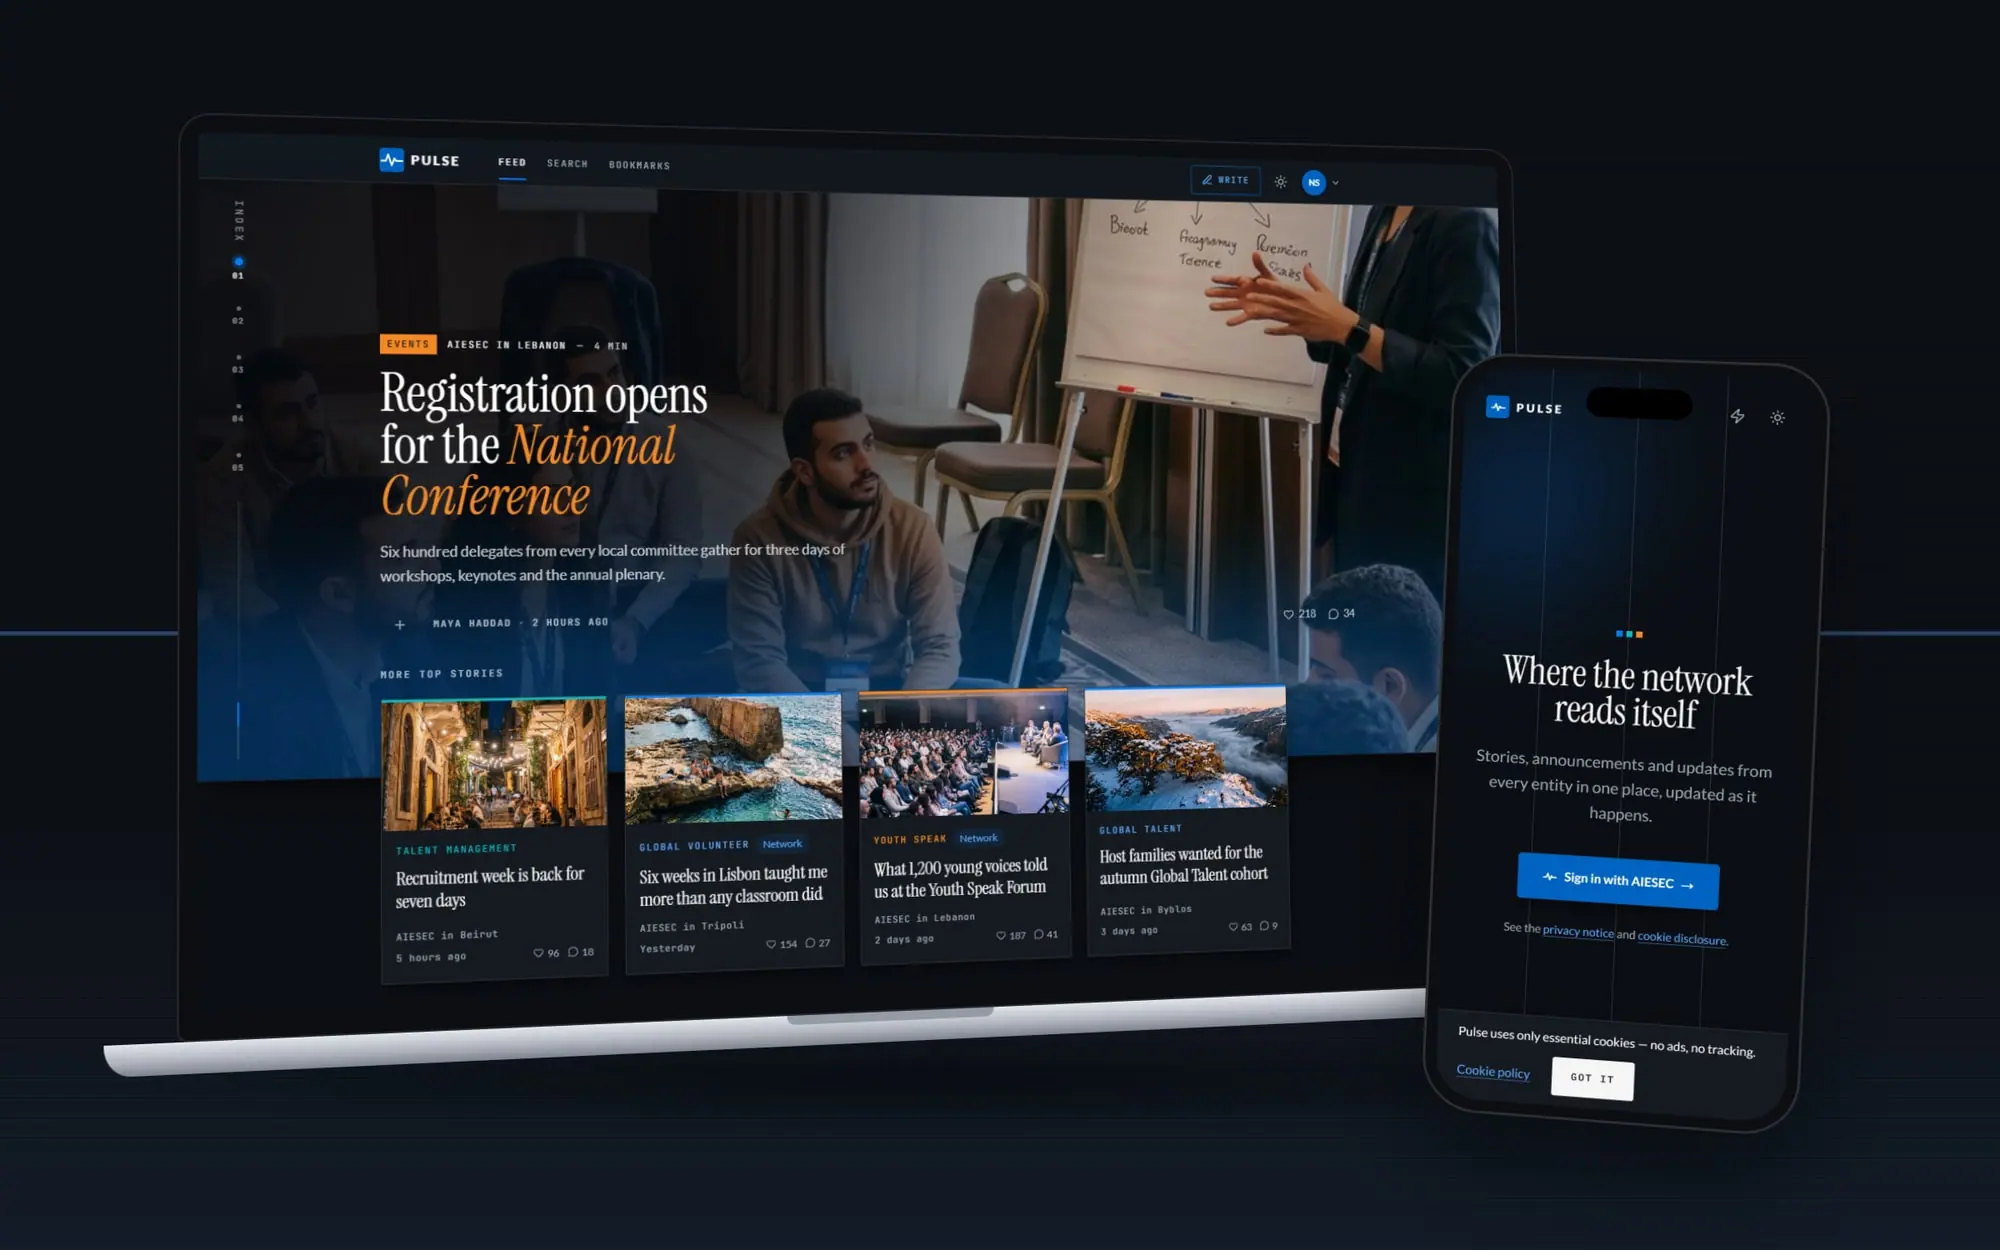 PULSE
FEED
SEARCH
BOOKMARKS
WRITE
NS
INDEX
01
02
03
04
05
Bieoot
Tcence
EVENTS
AIESEC IN LEBANON — 4 MIN
Registration opens
for the National
Conference
Six hundred delegates from every local committee gather for three days of
workshops, keynotes and the annual plenary.
MAYA HADDAD · 2 HOURS AGO
218
34
MORE TOP STORIES
TALENT MANAGEMENT
Recruitment week is back for
seven days
AIESEC in Beirut
5 hours ago
96
18
GLOBAL VOLUNTEER
Network
Six weeks in Lisbon taught me
more than any classroom did
AIESEC in Tripoli
Yesterday
154
27
YOUTH SPEAK
Network
What 1,200 young voices told
us at the Youth Speak Forum
AIESEC in Lebanon
2 days ago
187
41
GLOBAL TALENT
Host families wanted for the
autumn Global Talent cohort
AIESEC in Byblos
3 days ago
63
9
PULSE
Where the network
reads itself
Stories, announcements and updates from
every entity in one place, updated as it
happens.
Sign in with AIESEC →
See the privacy notice and cookie disclosure.
Pulse uses only essential cookies — no ads, no tracking.
Cookie policy
GOT IT